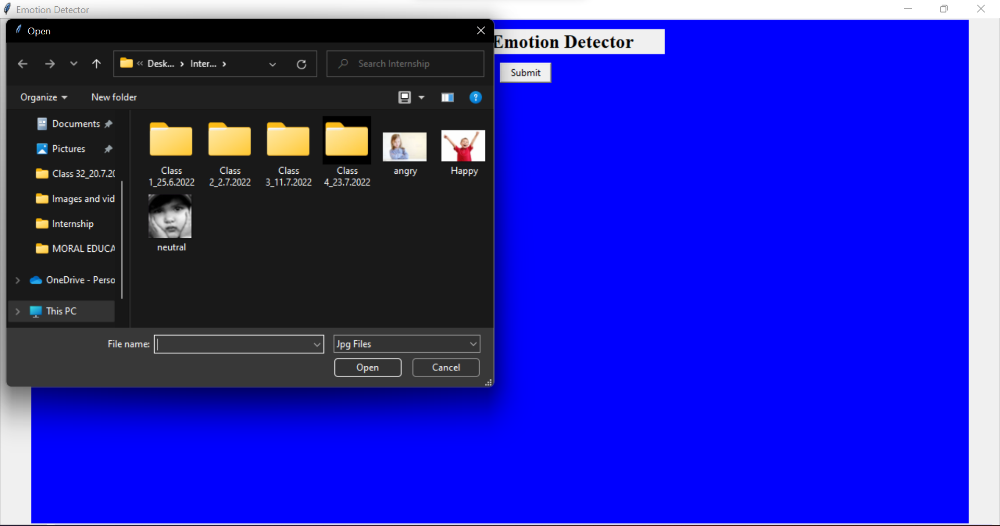 Emotion Detector
Open
« Desk... › Inter... ›
Search Internship
Emotion Detector
Submit
Organize
New folder
?
Documents
Pictures
Class 32_20.7.20
Images and vid
Internship
MORAL EDUCA
OneDrive - Perso
This PC
Class
1_25.6.2022
Class
2_2.7.2022
Class
3_11.7.2022
Class
4_23.7.2022
angry
Happy
neutral
File name:
Jpg Files
Open
Cancel